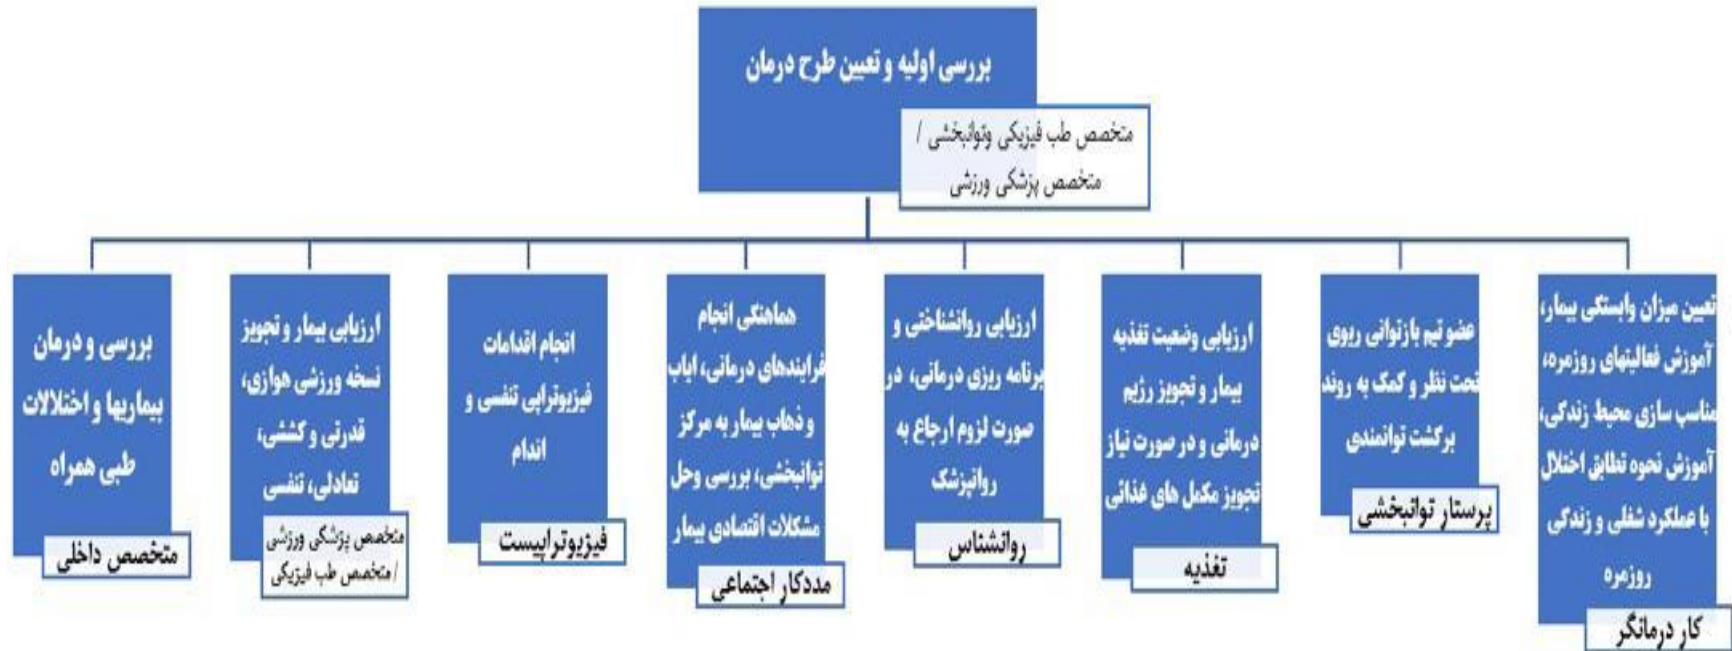 بررسی اولیه و تعیین طرح درمان
متخصص طب فیزیکی وتوانبخشی /
متخصص پزشکی ورزشی
تعیین میزان وابستگی بیمار،
آموزش فعالیتهای روزمره،
مناسب سازی محیط زندگی،
آموزش نحوه تطابق اختلال
با عملکرد شغلی و زندگی
روزمره
کار درمانگر
عضو تیم بازتوانی ریوی
تحت نظر و کمک به روند
برگشت توانمندی
پرستار توانبخشی
ارزیابی وضعیت تغذیه
بیمار و تجویز رژیم
درمانی و در صورت نیاز
تجویز مکمل های غذائی
تغذیه
ارزیابی روانشناختی و
برنامه ریزی درمانی، در
صورت لزوم ارجاع به
روانپزشک
روانشناس
هماهنگی انجام
فرایندهای درمانی، ایاب
و ذهاب بیمار به مرکز
توانبخشی، بررسی وحل
مشکلات اقتصادی بیمار
مددکار اجتماعی
انجام اقدامات
فیزیوتراپی تنفسی و
اندام
فیزیوتراپیست
ارزیابی بیمار و تجویز
نسخه ورزشی هوازی،
قدرتی و کششی،
تعادلی، تنفسی
متخصص پزشکی ورزشی
/ متخصص طب فیزیکی
بررسی و درمان
بیماریها و اختلالات
طبی همراه
متخصص داخلی